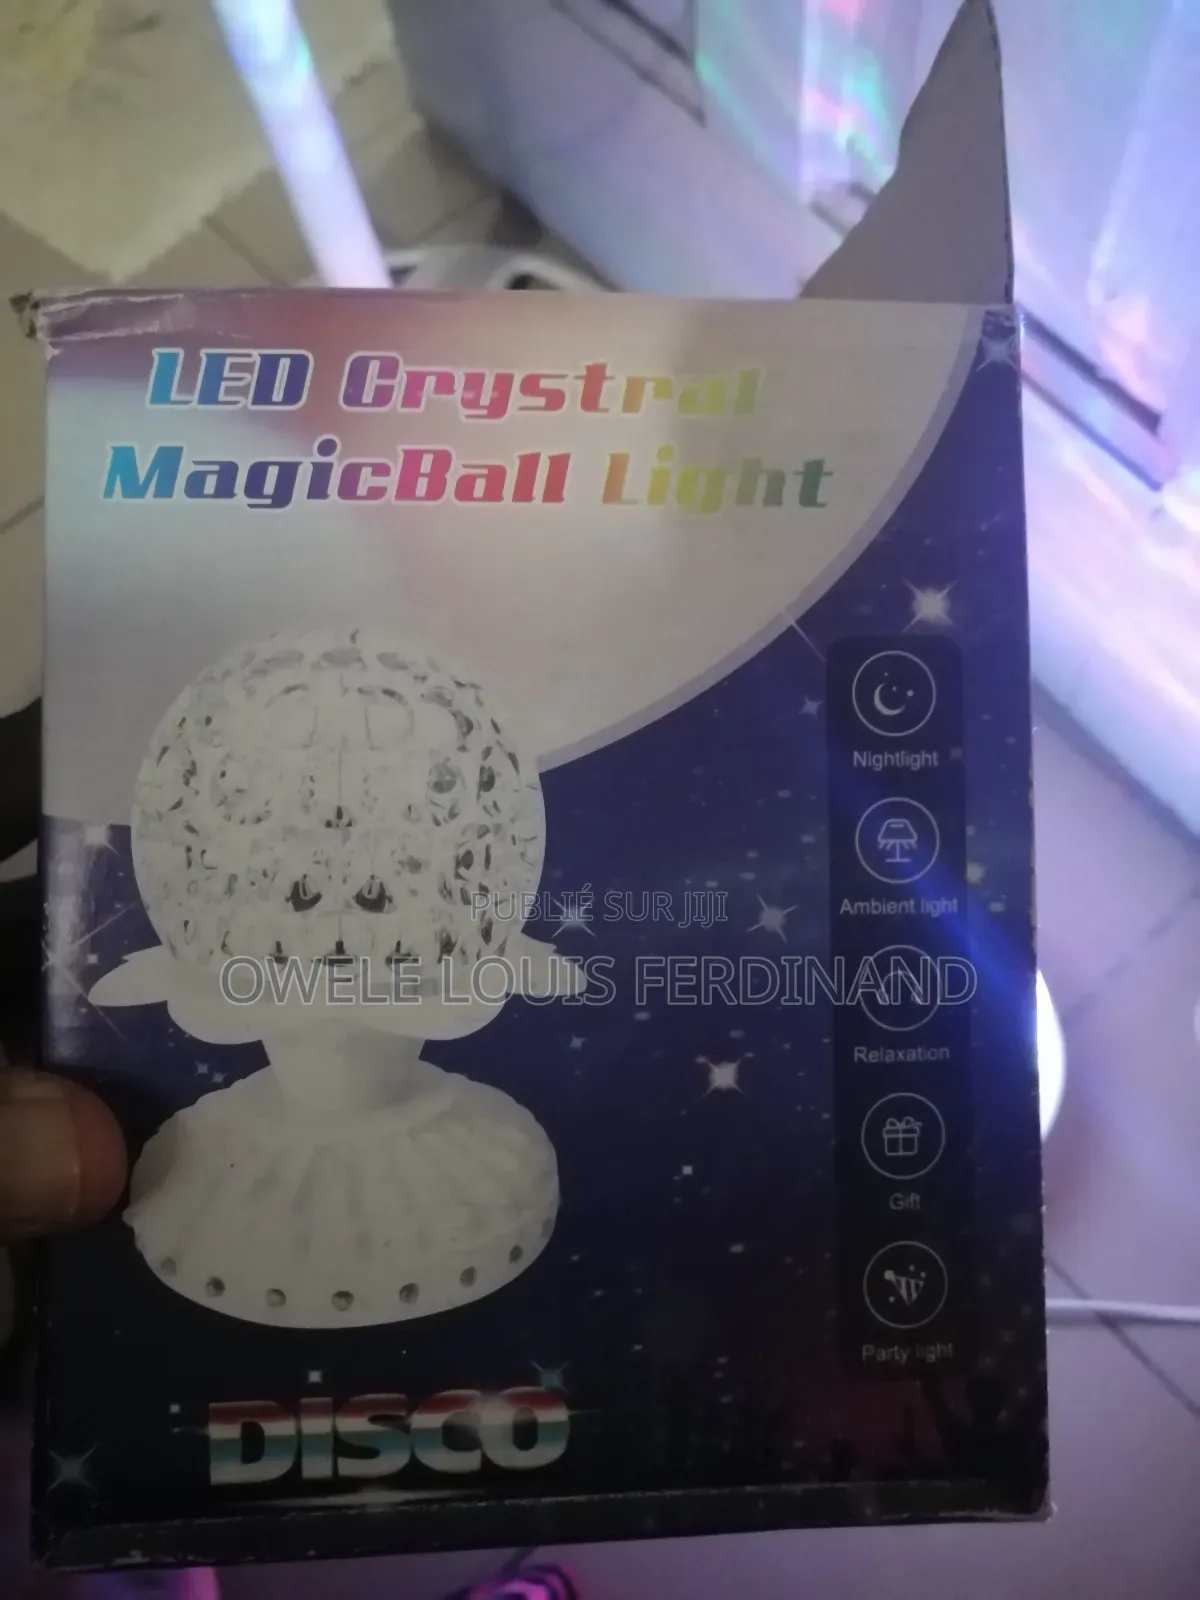 LED Crystral
MagicBall Light
Nightlight
Ambient light
PUBLIÉ SUR JIJI
OWELE LOUIS FERDINAND
Relaxation
Gift
Party light
DISCO